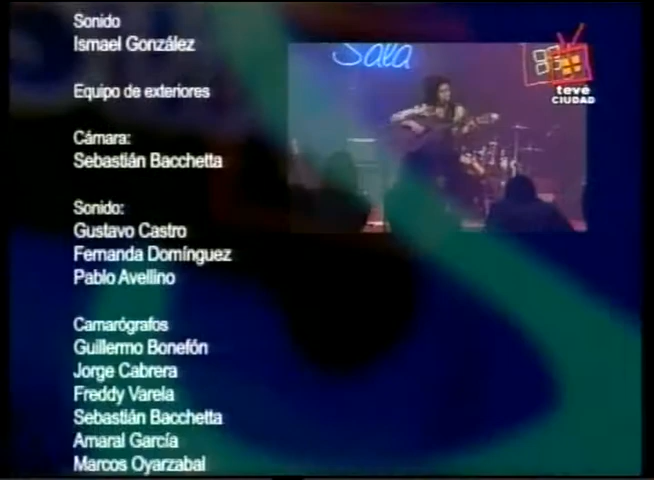 Sonido
Ismael González
Equipo de exteriores
Cámara:
Sebastián Bacchetta
Sonido:
Gustavo Castro
Fernanda Domínguez
Pablo Avellino
Camarógrafos
Guillermo Bonefón
Jorge Cabrera
Freddy Varela
Sebastián Bacchetta
Amaral García
Marcos Oyarzabal
Sala
tevé
CIUDAD